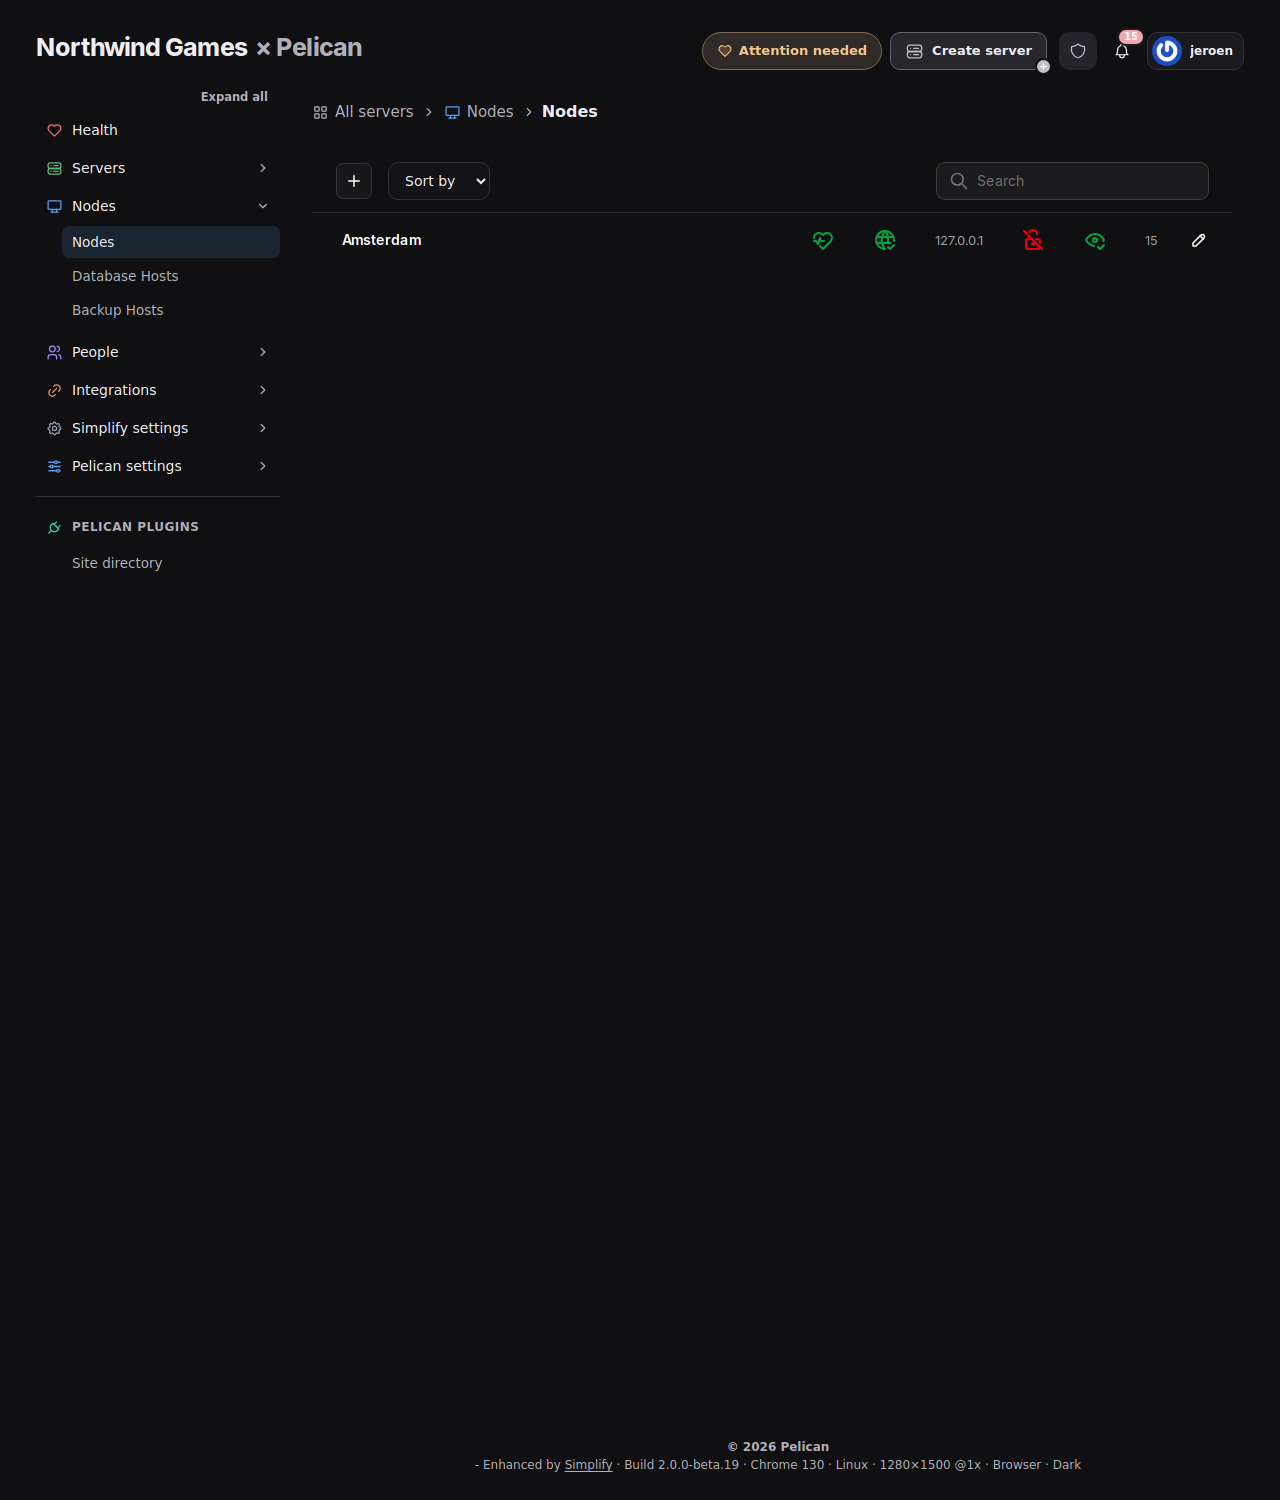 Northwind Games × Pelican
Attention needed
Create server
15
jeroen
Expand all
Health
Servers
Nodes
Nodes
Database Hosts
Backup Hosts
People
Integrations
Simplify settings
Pelican settings
PELICAN PLUGINS
Site directory
All servers > Nodes > Nodes
Sort by
Search
Amsterdam
127.0.0.1
15
© 2026 Pelican
- Enhanced by Simplify · Build 2.0.0-beta.19 · Chrome 130 · Linux · 1280×1500 @1x · Browser · Dark